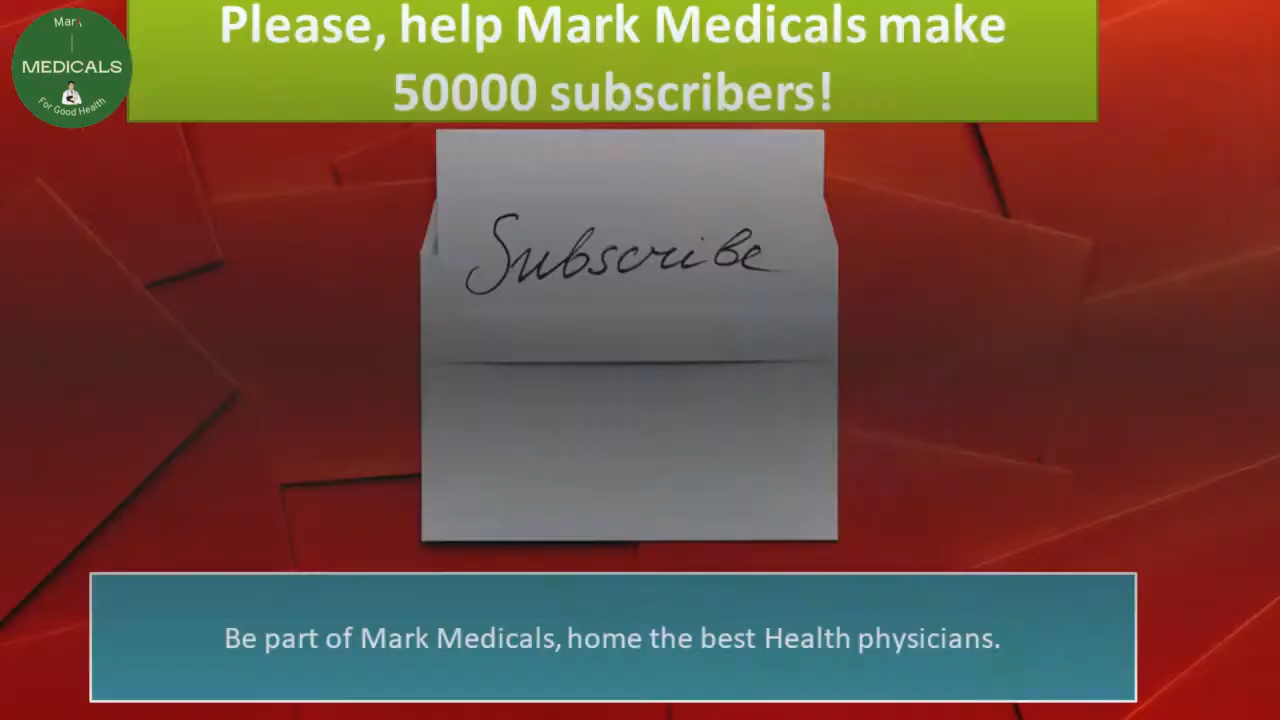 Please, help Mark Medicals make
50000 subscribers!
Mark
MEDICALS
For Good Health
Subscribe
Be part of Mark Medicals, home the best Health physicians.